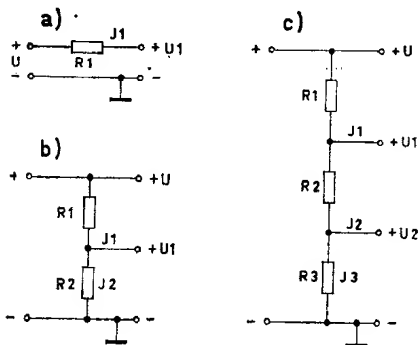 a)
J1
+ +U1
U R1
- -
b)
+ +U
R1
J1
+U1
R2 J2
- -
c)
+ +U
R1
J1
+U1
R2
J2
+U2
R3 J3
- -